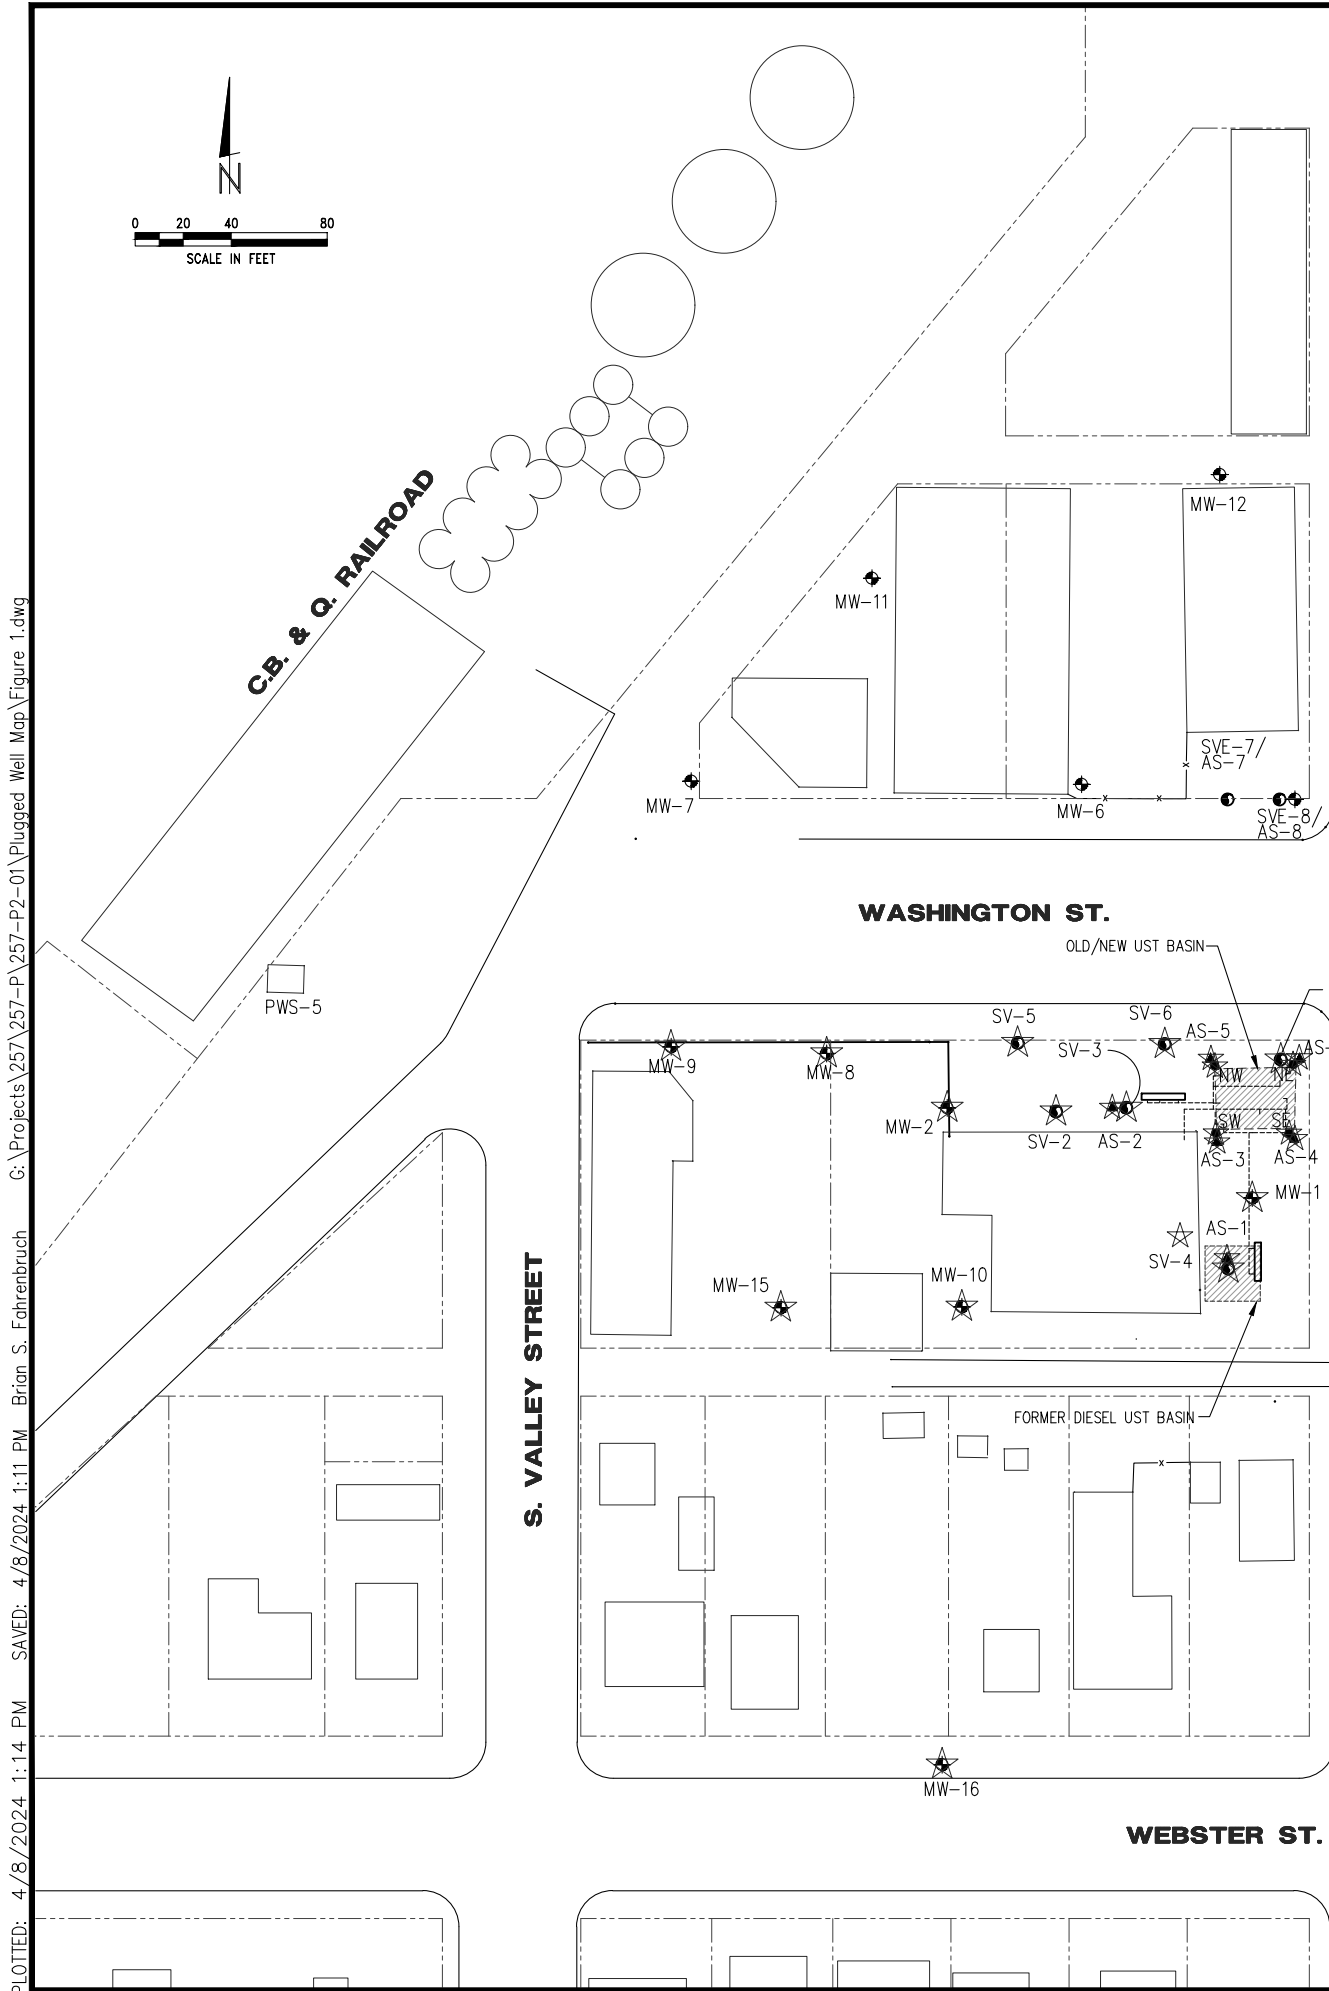 N
0 20 40 80
SCALE IN FEET
C.B. & Q. RAILROAD
MW-12
MW-11
SVE-7/
AS-7
MW-7
MW-6
SVE-8/
AS-8
WASHINGTON ST.
OLD/NEW UST BASIN
PWS-5
SV-5
SV-6
AS-5
SV-3
AS-
MW-9
MW-8
NW
NE
MW-2
SV-2
AS-2
SW
SE
AS-3
AS-4
MW-1
AS-1
SV-4
MW-15
MW-10
S. VALLEY STREET
FORMER DIESEL UST BASIN
MW-16
WEBSTER ST.
PLOTTED: 4/8/2024 1:14 PM SAVED: 4/8/2024 1:11 PM Brian S. Fahrenbruch G:\Projects\257\257-P\257-P2-01\Plugged Well Map\Figure 1.dwg